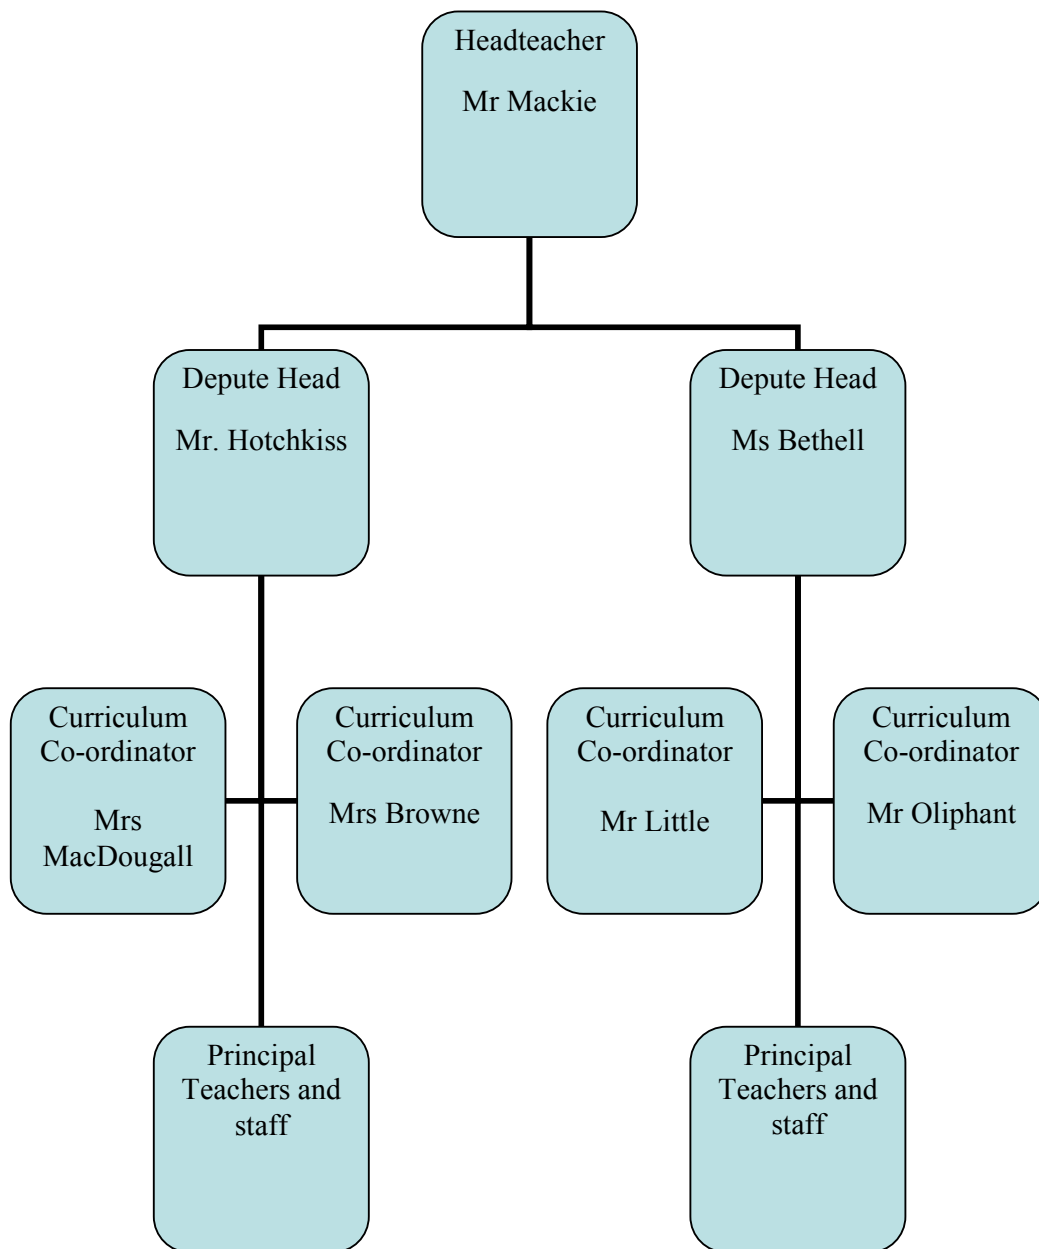 Headteacher
Mr Mackie
Depute Head
Mr. Hotchkiss
Depute Head
Ms Bethell
Curriculum
Co-ordinator
Mrs
MacDougall
Curriculum
Co-ordinator
Mrs Browne
Curriculum
Co-ordinator
Mr Little
Curriculum
Co-ordinator
Mr Oliphant
Principal
Teachers and
staff
Principal
Teachers and
staff